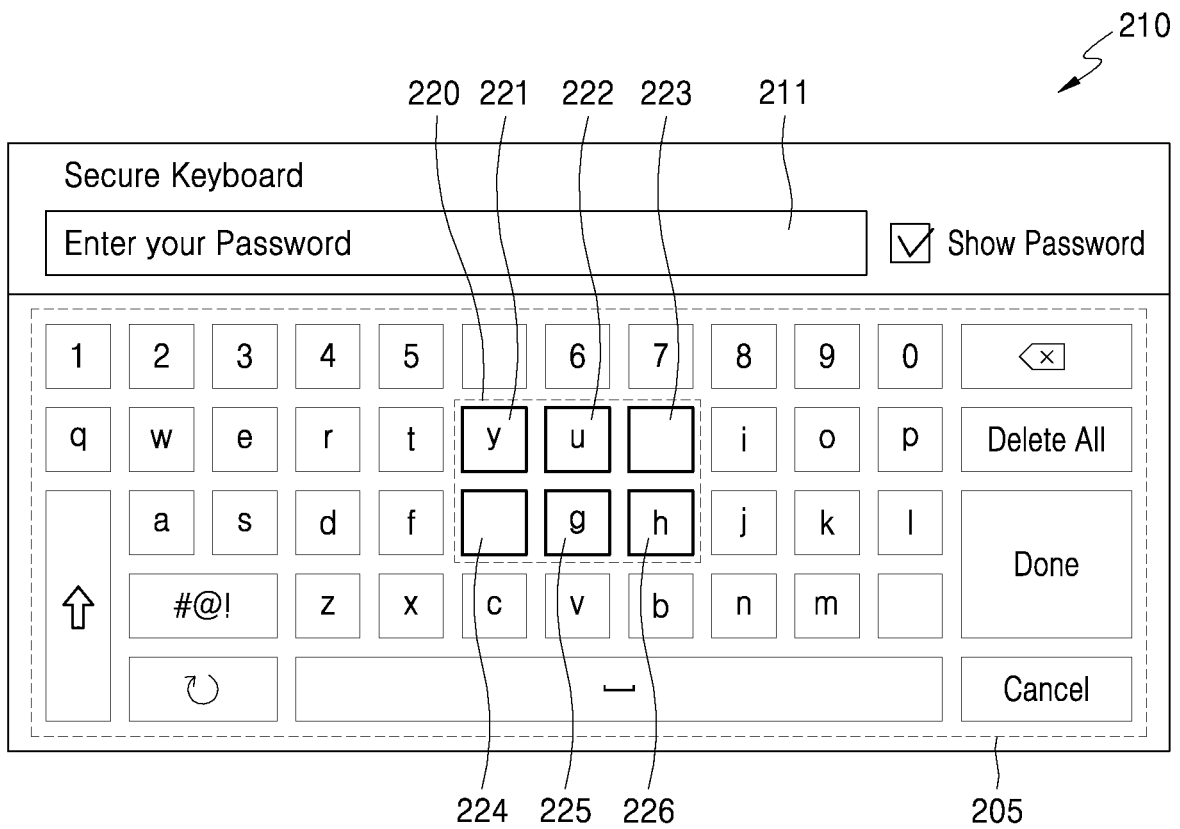 210
220 221 222 223 211
Secure Keyboard
Enter your Password Show Password
1 2 3 4 5 6 7 8 9 0
q w e r t y u i o p Delete All
a s d f g h j k l
Done
#@! z x c v b n m
Cancel
224 225 226 205